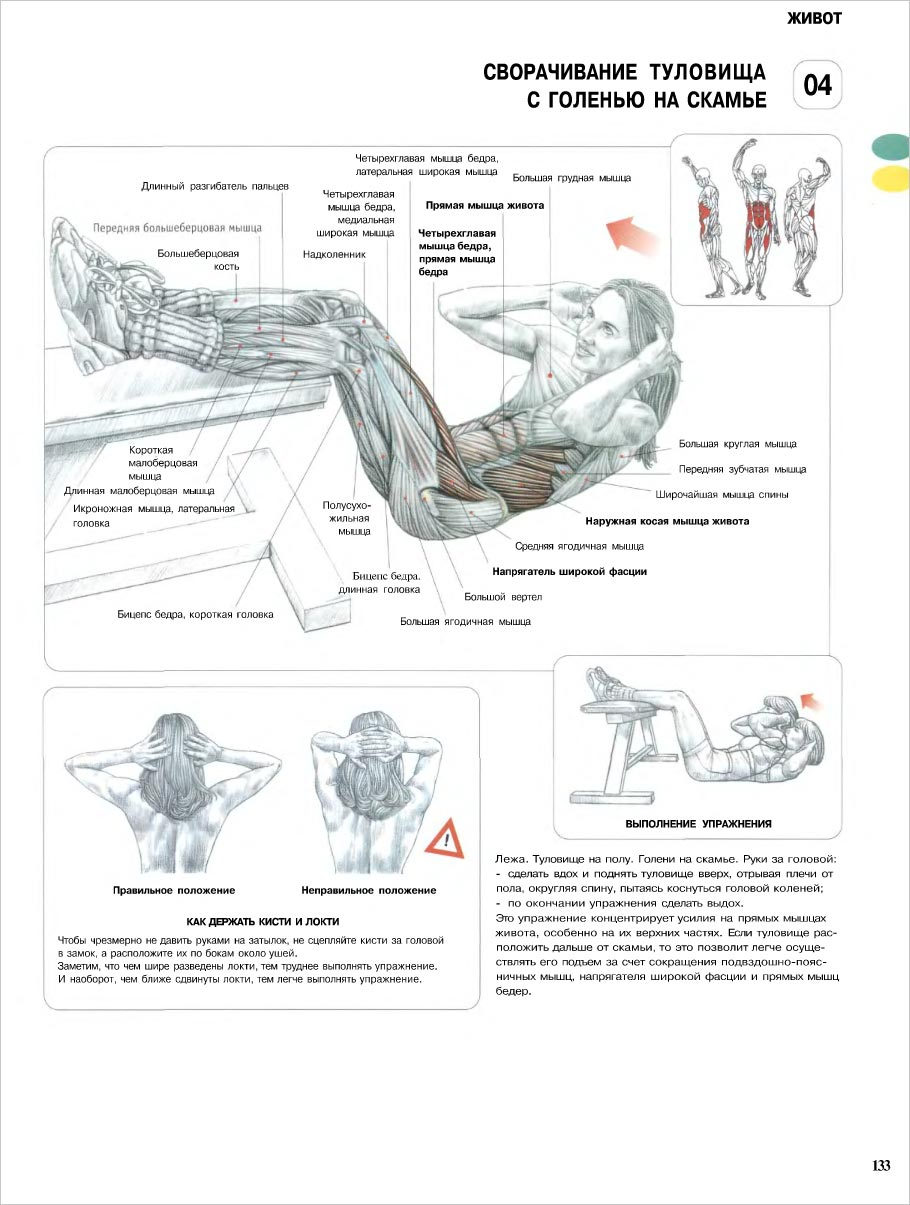 ЖИВОТ
СВОРАЧИВАНИЕ ТУЛОВИЩА
С ГОЛЕНЬЮ НА СКАМЬЕ
04
Четырехглавая мышца бедра,
латеральная широкая мышца
Длинный разгибатель пальцев
Большая грудная мышца
Четырехглавая
мышца бедра,
медиальная
широкая мышца
Прямая мышца живота
Передняя большеберцовая мышца
Четырехглавая
мышца бедра,
прямая мышца
бедра
Большеберцовая
кость
Надколенник
Большая круглая мышца
Короткая
малоберцовая
мышца
Передняя зубчатая мышца
Длинная малоберцовая мышца
Широчайшая мышца спины
Икроножная мышца, латеральная
головка
Полусухо-
жильная
мышца
Наружная косая мышца живота
Средняя ягодичная мышца
Напрягатель широкой фасции
Бицепс бедра.
длинная головка
Большой вертел
Бицепс бедра, короткая головка
Большая ягодичная мышца
ВЫПОЛНЕНИЕ УПРАЖНЕНИЯ
!
Правильное положение
Неправильное положение
КАК ДЕРЖАТЬ КИСТИ И ЛОКТИ
Чтобы чрезмерно не давить руками на затылок, не сцепляйте кисти за головой
в замок, а расположите их по бокам около ушей.
Заметим, что чем шире разведены локти, тем труднее выполнять упражнение.
И наоборот, чем ближе сдвинуты локти, тем легче выполнять упражнение.
Лежа. Туловище на полу. Голени на скамье. Руки за головой:
- сделать вдох и поднять туловище вверх, отрывая плечи от
пола, округляя спину, пытаясь коснуться головой коленей;
- по окончании упражнения сделать выдох.
Это упражнение концентрирует усилия на прямых мышцах
живота, особенно на их верхних частях. Если туловище рас-
положить дальше от скамьи, то это позволит легче осуще-
ствлять его подъем за счет сокращения подвздошно-пояс-
ничных мышц, напрягателя широкой фасции и прямых мышц
бедер.
133